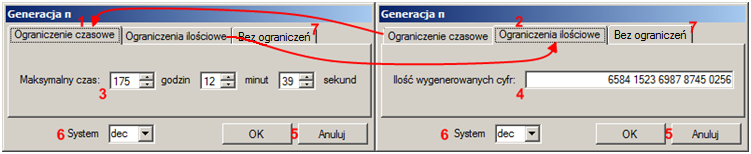 Generacja n
1
7
Ograniczenie czasowe Ograniczenia ilościowe Bez ograniczeń
Maksymalny czas: 175 godzin 12 minut 39 sekund
3
6 System dec OK 5 Anuluj
Generacja n
2
7
Ograniczenie czasowe Ograniczenia ilościowe Bez ograniczeń
Ilość wygenerowanych cyfr: 6584 1523 6987 8745 0256
4
6 System dec OK 5 Anuluj